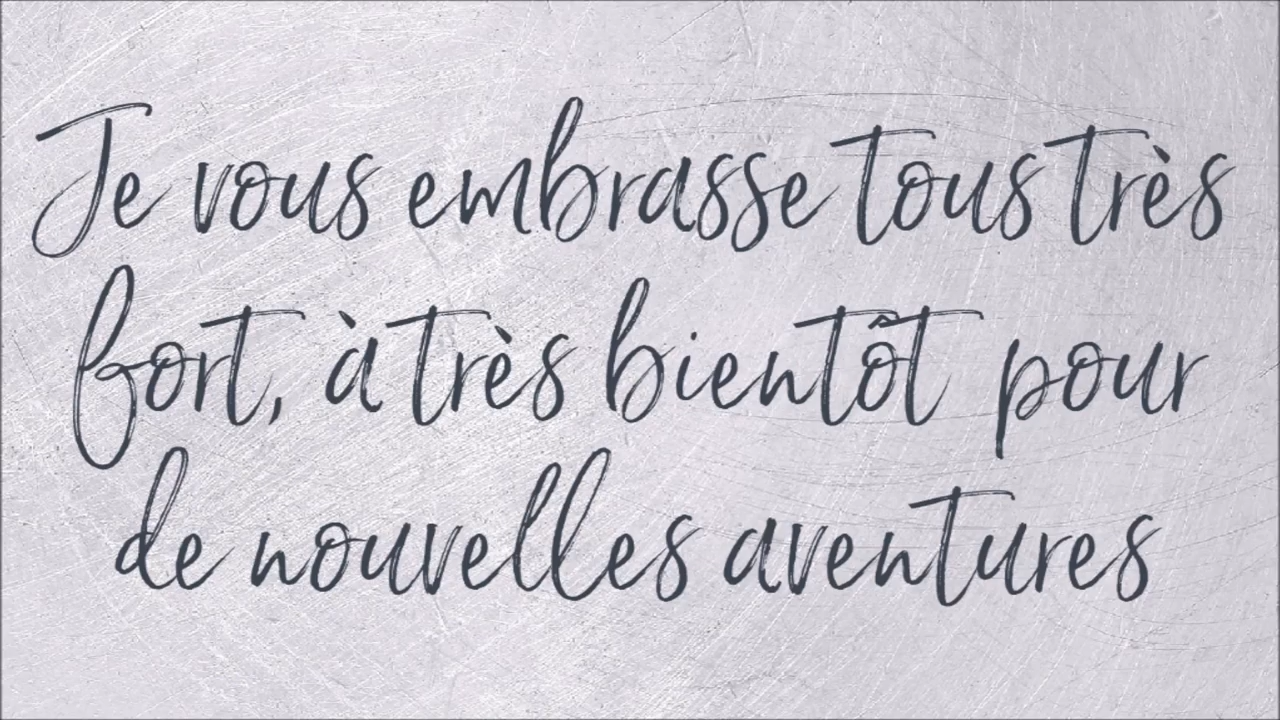 Je vous embrasse tous très
fort, à très bientôt pour
de nouvelles aventures